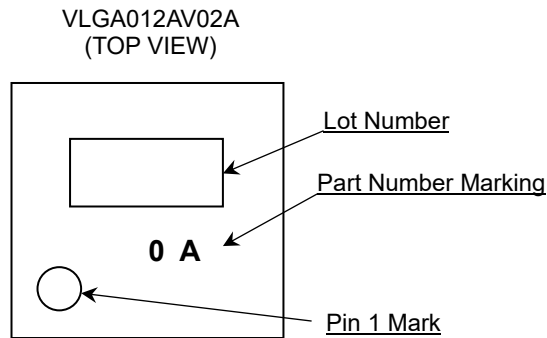 VLGA012AV02A
(TOP VIEW)
Lot Number
Part Number Marking
0 A
Pin 1 Mark